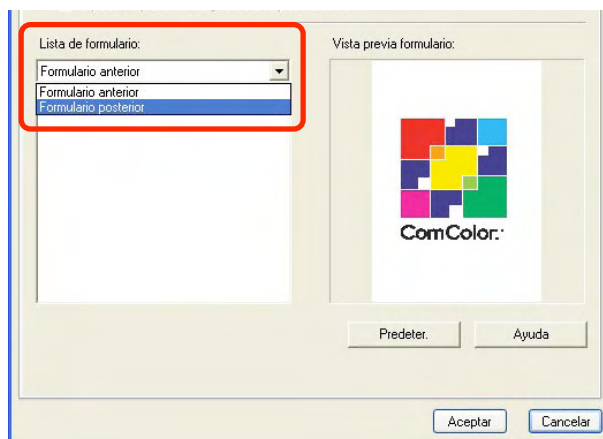 Lista de formulario:
Vista previa formulario:
Formulario anterior
Formulario anterior
Formulario posterior
ComColor
Predeter.
Ayuda
Aceptar
Cancelar